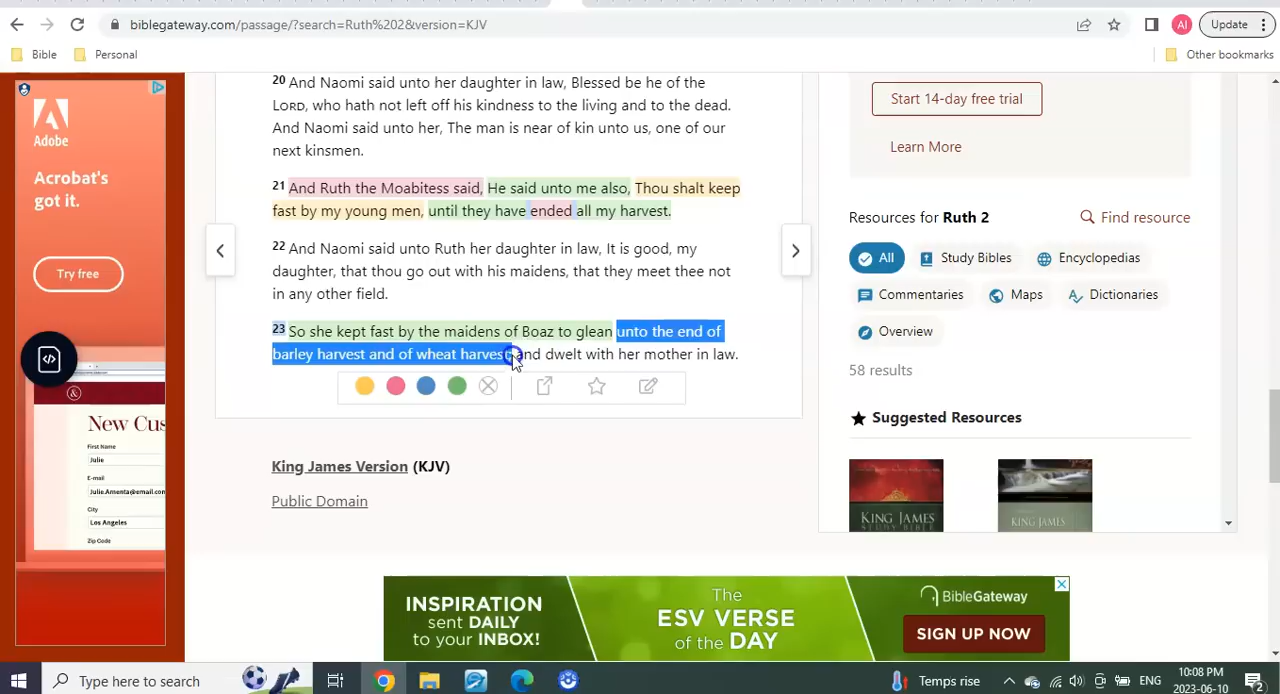 biblegateway.com/passage/?search=Ruth%202&version=KJV
AI
Update
Bible
Personal
Other bookmarks
Adobe
Acrobat's
got it.
Try free
New Cus
First Name
Julie
E-mail
Julie.Amenta@email.com
City
Los Angeles
Zip Code
20 And Naomi said unto her daughter in law, Blessed be he of the
LORD, who hath not left off his kindness to the living and to the dead.
And Naomi said unto her, The man is near of kin unto us, one of our
next kinsmen.
21 And Ruth the Moabitess said, He said unto me also, Thou shalt keep
fast by my young men, until they have ended all my harvest.
22 And Naomi said unto Ruth her daughter in law, It is good, my
daughter, that thou go out with his maidens, that they meet thee not
in any other field.
23 So she kept fast by the maidens of Boaz to glean unto the end of
barley harvest and of wheat harvest; and dwelt with her mother in law.
King James Version (KJV)
Public Domain
Start 14-day free trial
Learn More
Resources for Ruth 2
Find resource
All
Study Bibles
Encyclopedias
Commentaries
Maps
Dictionaries
Overview
58 results
Suggested Resources
KING JAMES
KING JAMES
INSPIRATION
sent DAILY
to your INBOX!
The
ESV VERSE
of the DAY
BibleGateway
SIGN UP NOW
Type here to search
Temps rise
ENG
10:08 PM
2023-06-10
2